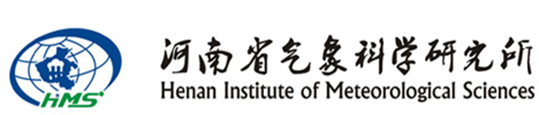 HMS
河南省气象科学研究所
Henan Institute of Meteorological Sciences